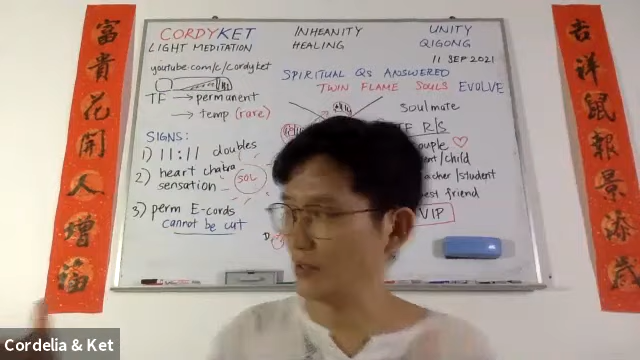 富貴花開人增福
CORDYKET
LIGHT MEDITATION
INHEANITY
HEALING
UNITY
QIGONG
11 SEP 2021
youtube.com/c/cordyket
SPIRITUAL QS ANSWERED
TWIN FLAME SOULS EVOLVE
TF → permanent
→ temp (rare)
SIGNS:
1) 11:11 doubles
2) heart chakra
sensation
SOL
3) perm E-cords
cannot be cut
Soulmate
R/S
/child
/student
friend
VIP
吉祥鼠報景添歲
Cordelia & Ket